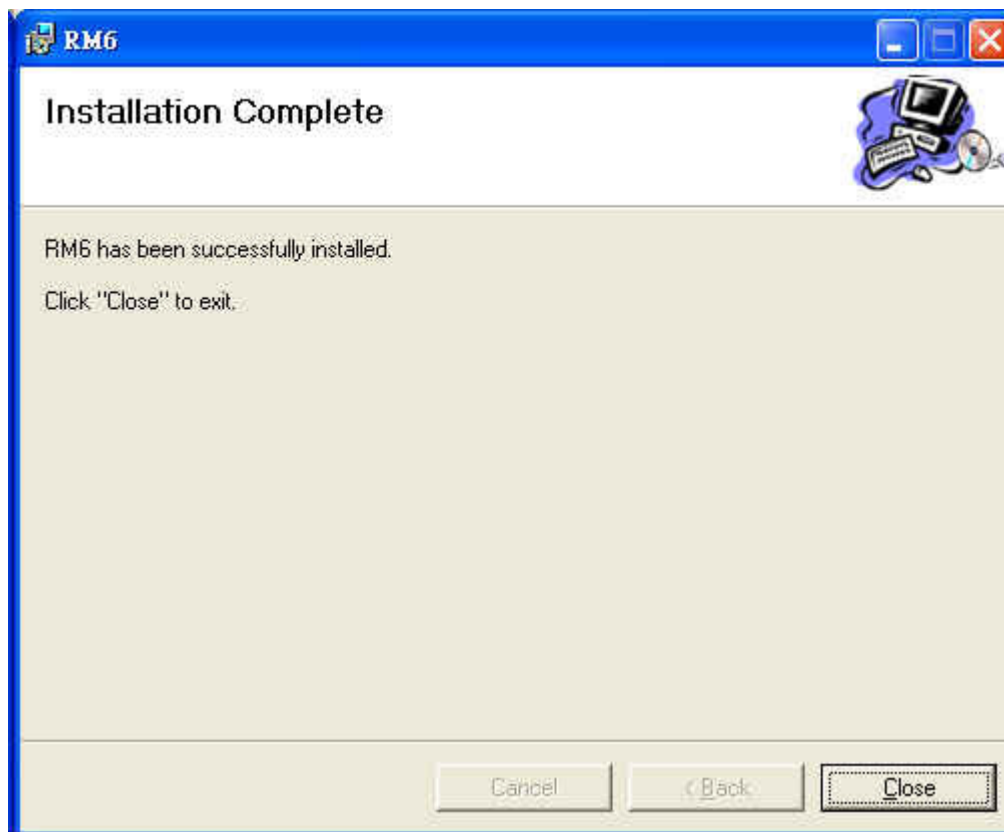 RM6
Installation Complete
RM6 has been successfully installed.
Click "Close" to exit.
Cancel
< Back
Close